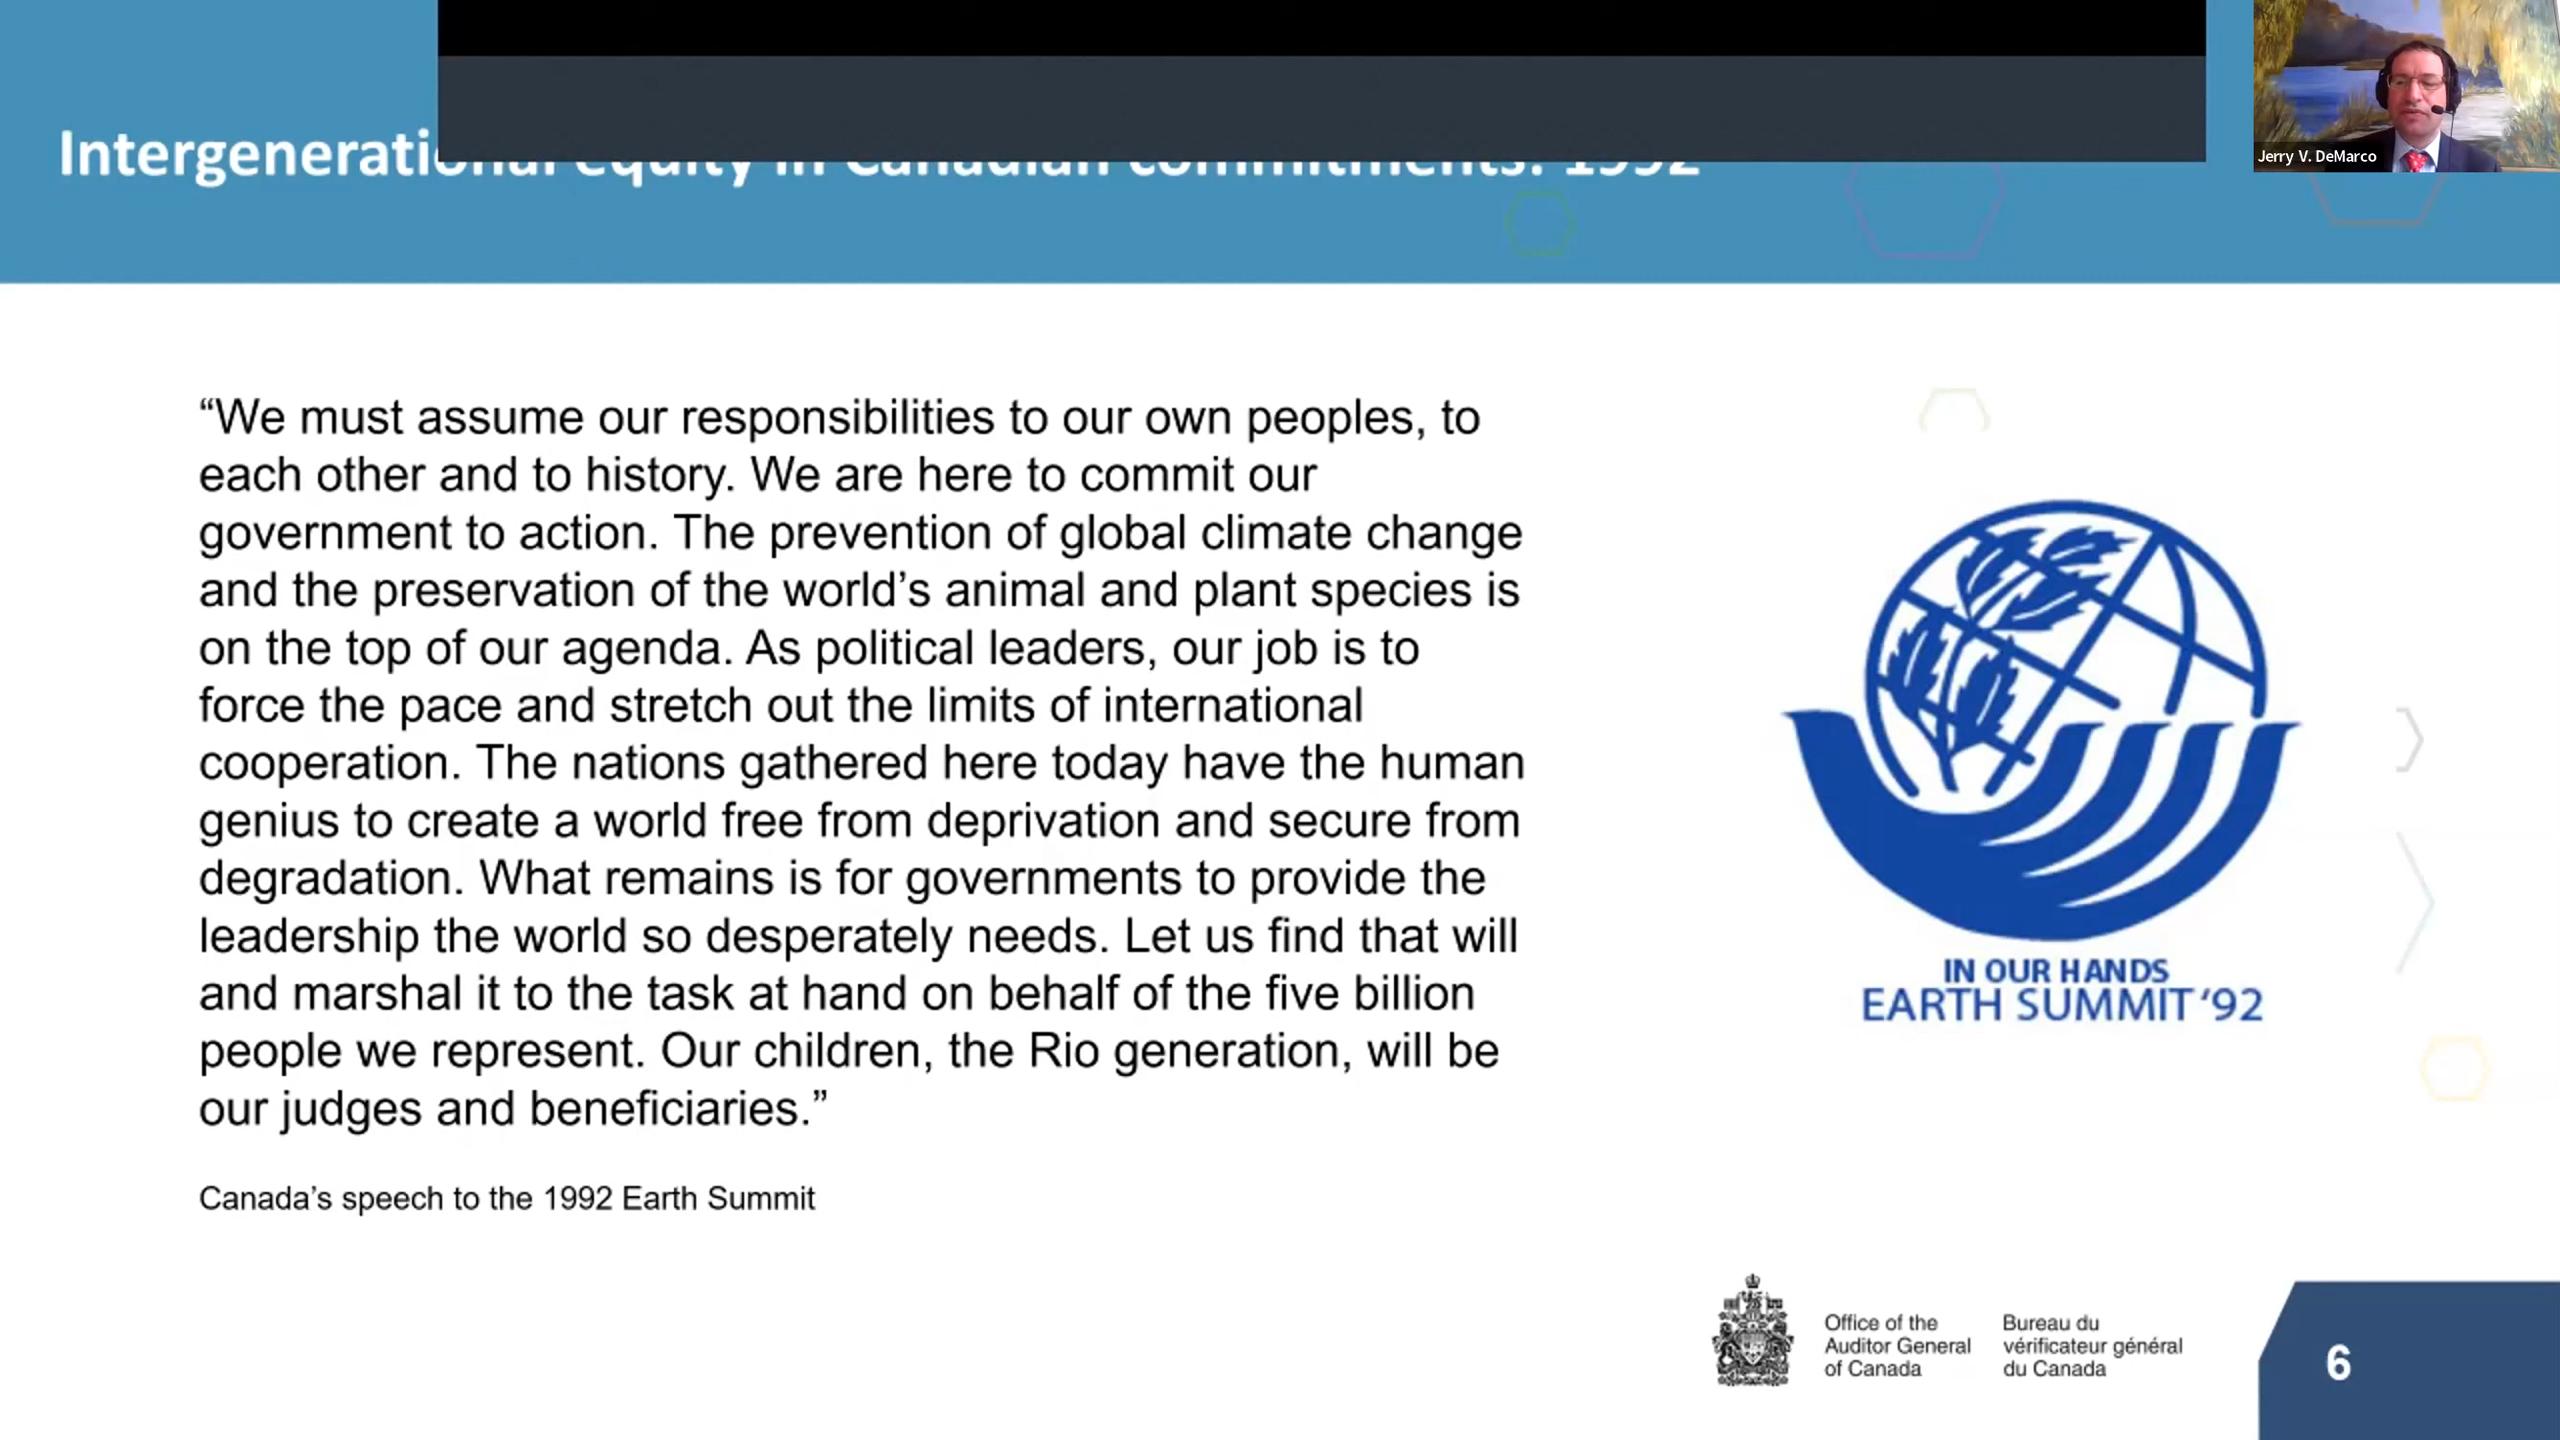 Intergenerational equity in Canadian commitments: 1992
Jerry V. DeMarco
“We must assume our responsibilities to our own peoples, to
each other and to history. We are here to commit our
government to action. The prevention of global climate change
and the preservation of the world’s animal and plant species is
on the top of our agenda. As political leaders, our job is to
force the pace and stretch out the limits of international
cooperation. The nations gathered here today have the human
genius to create a world free from deprivation and secure from
degradation. What remains is for governments to provide the
leadership the world so desperately needs. Let us find that will
and marshal it to the task at hand on behalf of the five billion
people we represent. Our children, the Rio generation, will be
our judges and beneficiaries.”
Canada’s speech to the 1992 Earth Summit
IN OUR HANDS
EARTH SUMMIT ‘92
Office of the
Auditor General
of Canada
Bureau du
vérificateur général
du Canada
6